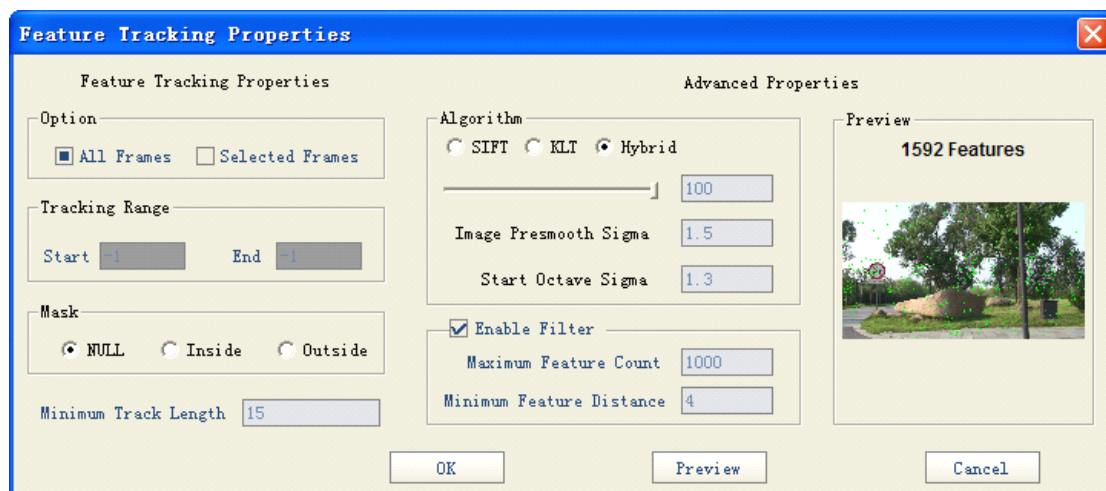 Feature Tracking Properties
Feature Tracking Properties
Advanced Properties
Option
All Frames Selected Frames
Tracking Range
Start -1 End -1
Mask
NULL Inside Outside
Minimum Track Length 15
Algorithm
SIFT KLT Hybrid
100
Image Presmooth Sigma 1.5
Start Octave Sigma 1.3
Enable Filter
Maximum Feature Count 1000
Minimum Feature Distance 4
Preview
1592 Features
OK Preview Cancel